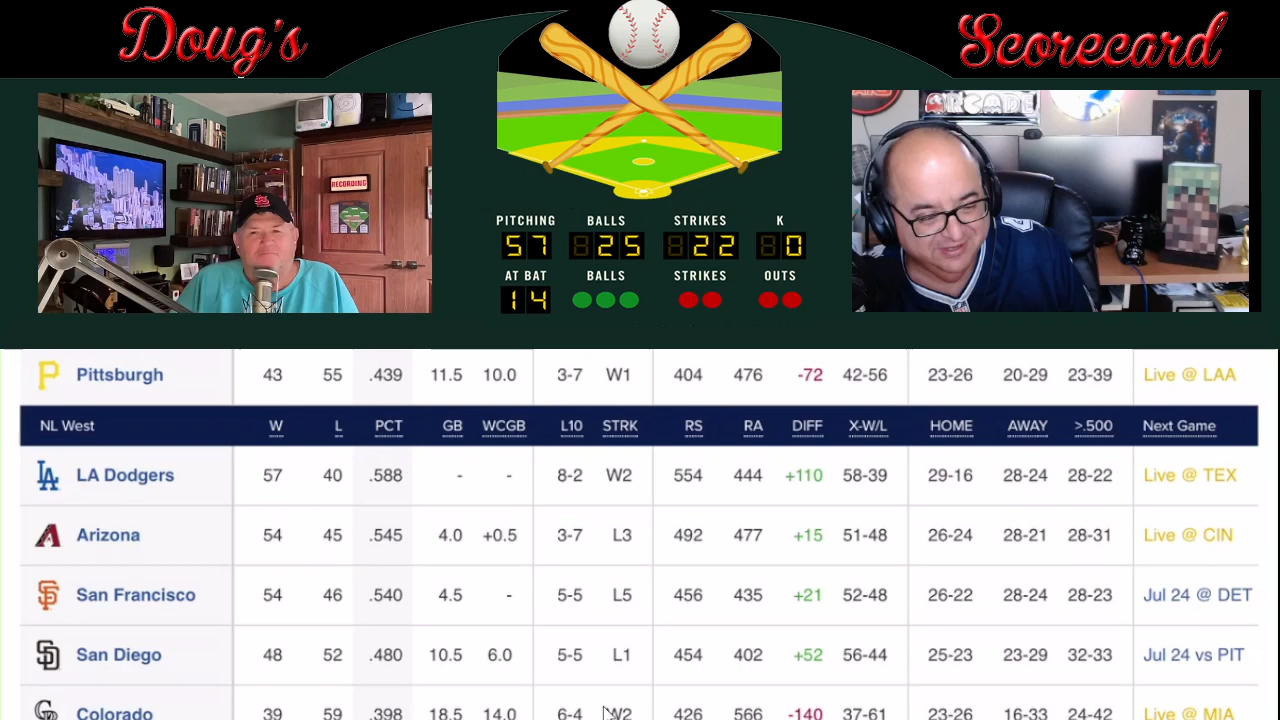 Doug's
Scorecard
ARCADE
RECORDING
PITCHING BALLS STRIKES K
57 25 22 0
AT BAT BALLS STRIKES OUTS
14
P Pittsburgh 43 55 .439 11.5 10.0 3-7 W1 404 476 -72 42-56 23-26 20-29 23-39 Live @ LAA
NL West W L PCT GB WCGB L10 STRK RS RA DIFF X-W/L HOME AWAY >.500 Next Game
LA LA Dodgers 57 40 .588 - - 8-2 W2 554 444 +110 58-39 29-16 28-24 28-22 Live @ TEX
A Arizona 54 45 .545 4.0 +0.5 3-7 L3 492 477 +15 51-48 26-24 28-21 28-31 Live @ CIN
SF San Francisco 54 46 .540 4.5 - 5-5 L5 456 435 +21 52-48 26-22 28-24 28-23 Jul 24 @ DET
SD San Diego 48 52 .480 10.5 6.0 5-5 L1 454 402 +52 56-44 25-23 23-29 32-33 Jul 24 vs PIT
CR Colorado 39 59 .398 18.5 14.0 6-4 W2 426 566 -140 37-61 23-26 16-33 24-42 Live @ MIA